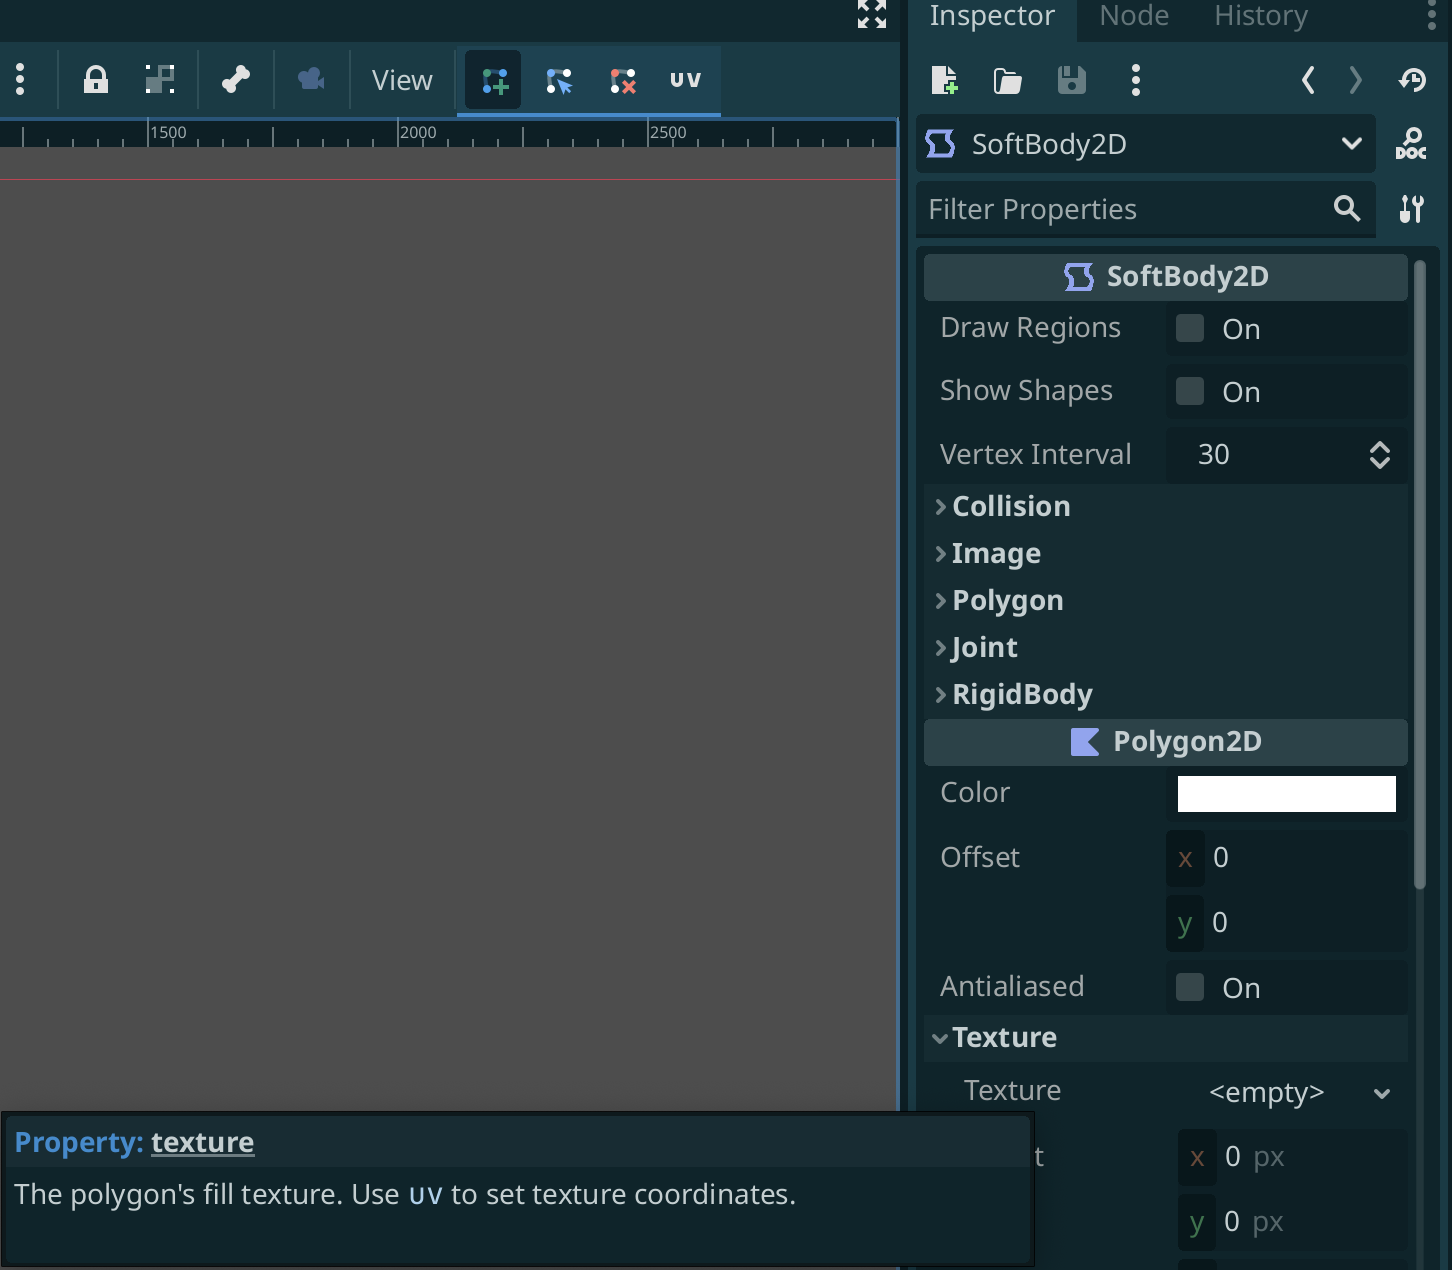 Inspector Node History
View UV
1500 2000 2500
SoftBody2D DOC
Filter Properties
SoftBody2D
Draw Regions On
Show Shapes On
Vertex Interval 30
Collision
Image
Polygon
Joint
RigidBody
Polygon2D
Color
Offset x 0
y 0
Antialiased On
Texture
Texture <empty>
t x 0 px
y 0 px
Property: texture
The polygon's fill texture. Use uv to set texture coordinates.